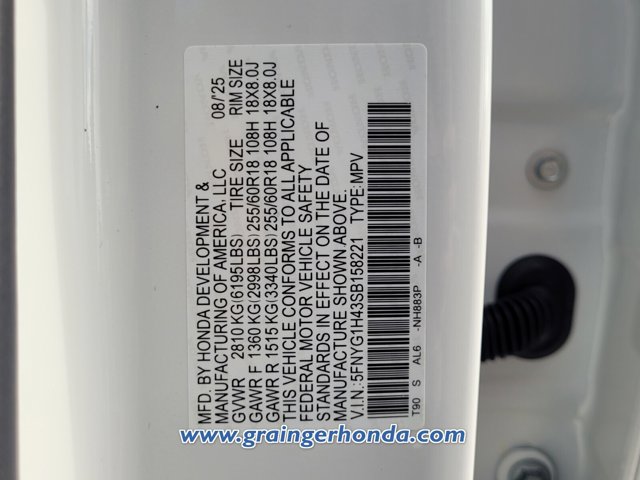 MFD. BY HONDA DEVELOPMENT &
MANUFACTURING OF AMERICA, LLC 08/'25
GVWR 2810 KG(6195LBS) TIRE SIZE RIM SIZE
GAWR F 1360 KG(2998LBS) 255/60R18 108H 18X8.0J
GAWR R 1515 KG(3340LBS) 255/60R18 108H 18X8.0J
THIS VEHICLE CONFORMS TO ALL APPLICABLE
FEDERAL MOTOR VEHICLE SAFETY
STANDARDS IN EFFECT ON THE DATE OF
MANUFACTURE SHOWN ABOVE.
V.I.N.: 5FNYG1H43SB158221 TYPE: MPV
T90 S AL6 -NH883P -A -B
www.graingerhonda.com